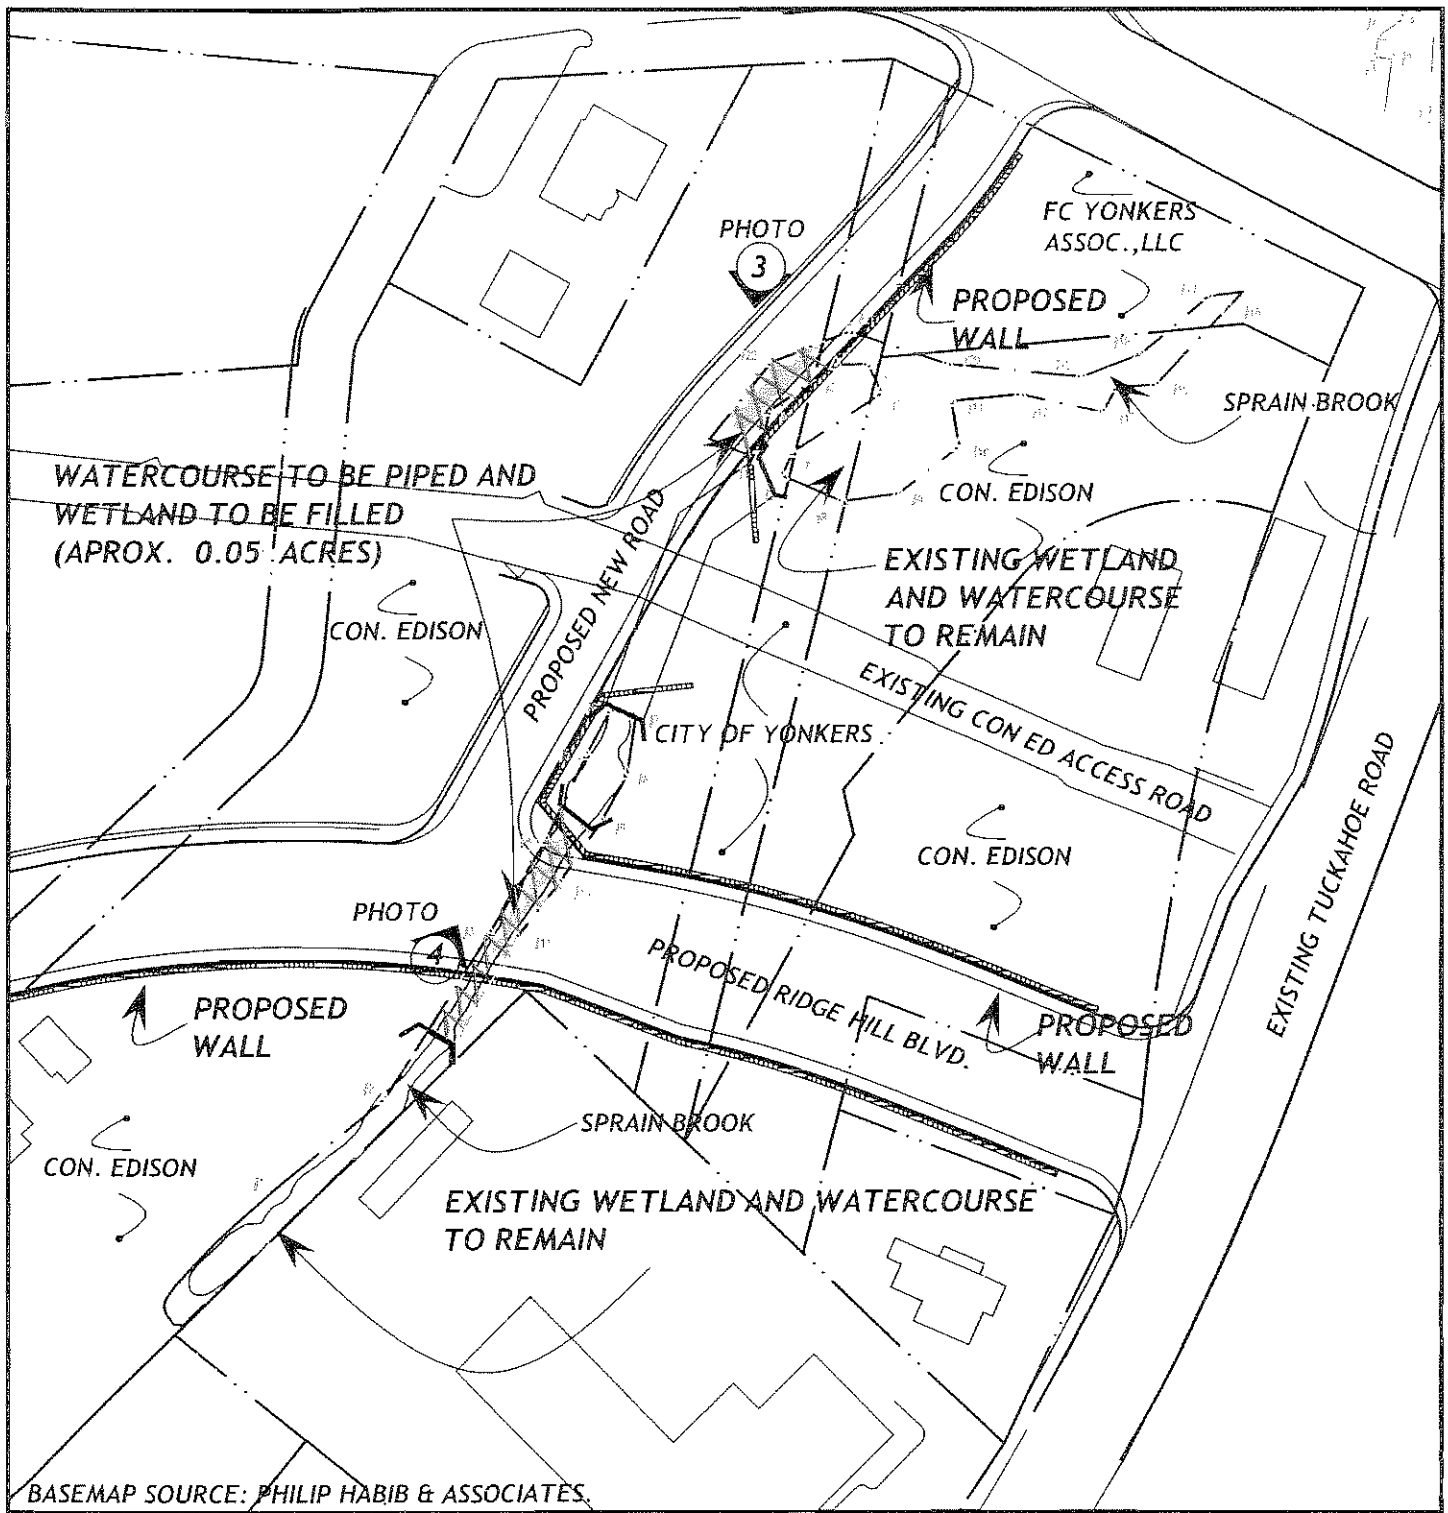 PHOTO
3
FC YONKERS
ASSOC.,LLC
PROPOSED
WALL
SPRAIN BROOK
WATERCOURSE TO BE PIPED AND
WETLAND TO BE FILLED
(APROX. 0.05 ACRES)
CON. EDISON
EXISTING WETLAND
AND WATERCOURSE
TO REMAIN
CON. EDISON
PROPOSED NEW ROAD
EXISTING CON ED ACCESS ROAD
CITY OF YONKERS
EXISTING TUCKAHOE ROAD
CON. EDISON
PHOTO
4
PROPOSED RIDGE HILL BLVD.
PROPOSED
WALL
PROPOSED
WALL
SPRAIN BROOK
CON. EDISON
EXISTING WETLAND AND WATERCOURSE
TO REMAIN
BASEMAP SOURCE: PHILIP HABIB & ASSOCIATES.